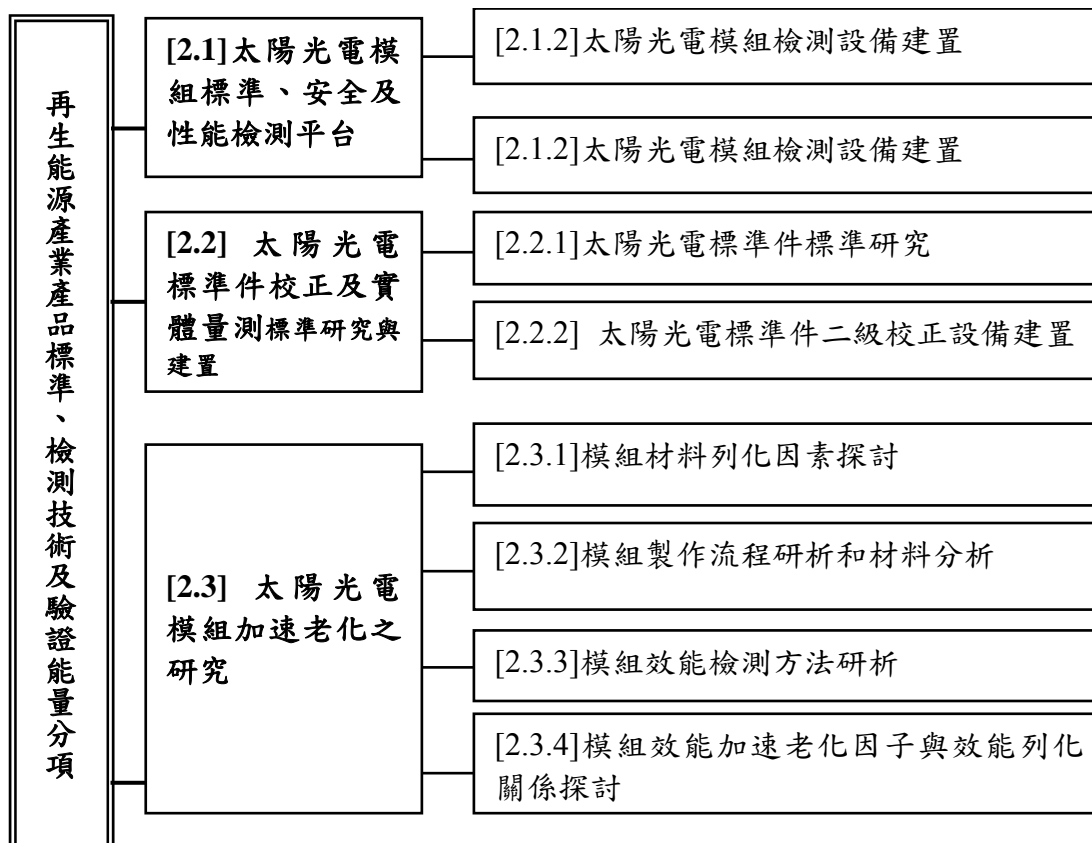 再生能源產業產品標準、檢測技術及驗證能量分項
[2.1]太陽光電模
組標準、安全及
性能檢測平台
[2.1.2]太陽光電模組檢測設備建置
[2.1.2]太陽光電模組檢測設備建置
[2.2] 太陽光電
標準件校正及實
體量測標準研究與
建置
[2.2.1]太陽光電標準件標準研究
[2.2.2] 太陽光電標準件二級校正設備建置
[2.3] 太陽光電
模組加速老化之
研究
[2.3.1]模組材料列化因素探討
[2.3.2]模組製作流程研析和材料分析
[2.3.3]模組效能檢測方法研析
[2.3.4]模組效能加速老化因子與效能列化
關係探討